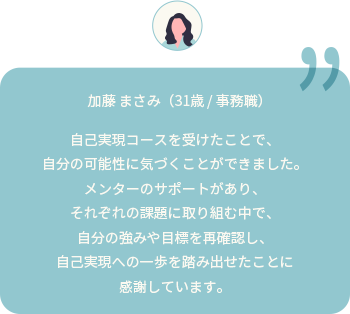 加藤 まさみ（31歳 / 事務職）
自己実現コースを受けたことで、
自分の可能性に気づくことができました。
メンターのサポートがあり、
それぞれの課題に取り組む中で、
自分の強みや目標を再確認し、
自己実現への一歩を踏み出せたことに
感謝しています。